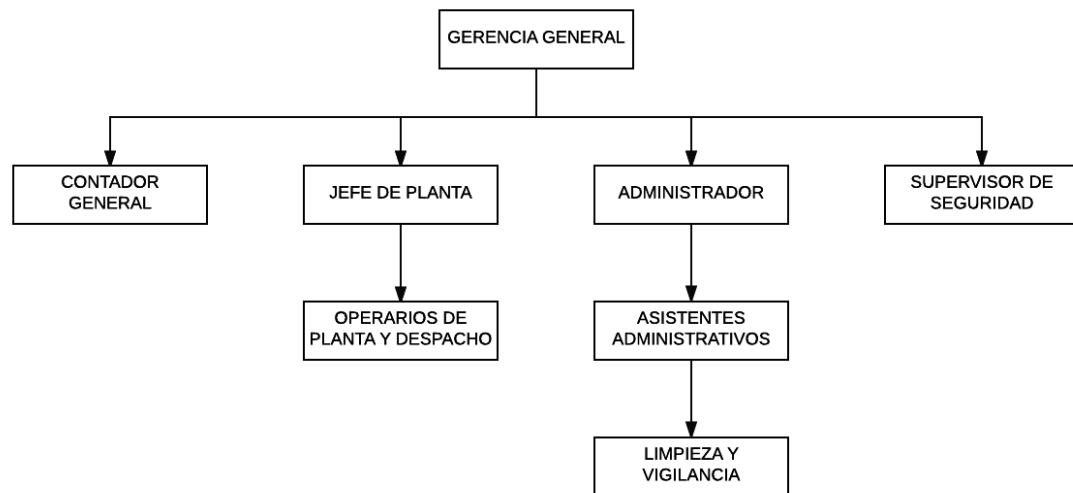 GERENCIA GENERAL
CONTADOR
GENERAL
JEFE DE PLANTA
ADMINISTRADOR
SUPERVISOR DE
SEGURIDAD
OPERARIOS DE
PLANTA Y DESPACHO
ASISTENTES
ADMINISTRATIVOS
LIMPIEZA Y
VIGILANCIA